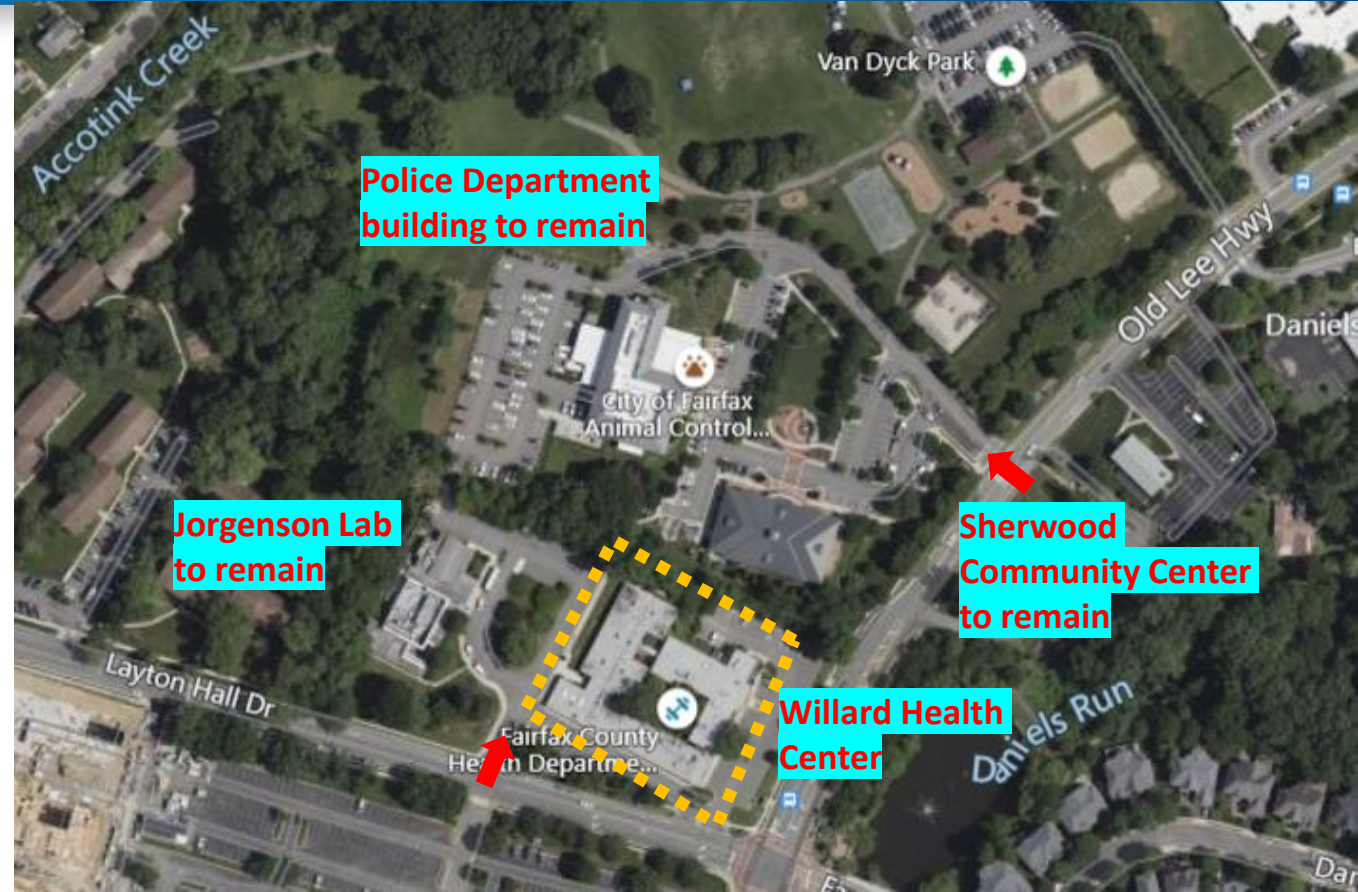 Accotink Creek
Van Dyck Park
Police Department
building to remain
Old Lee Hwy
Daniels
City of Fairfax
Animal Control...
Jorgenson Lab
to remain
Sherwood
Community Center
to remain
Layton Hall Dr
Willard Health
Center
Fairfax County
Health Departme...
Daniels Run